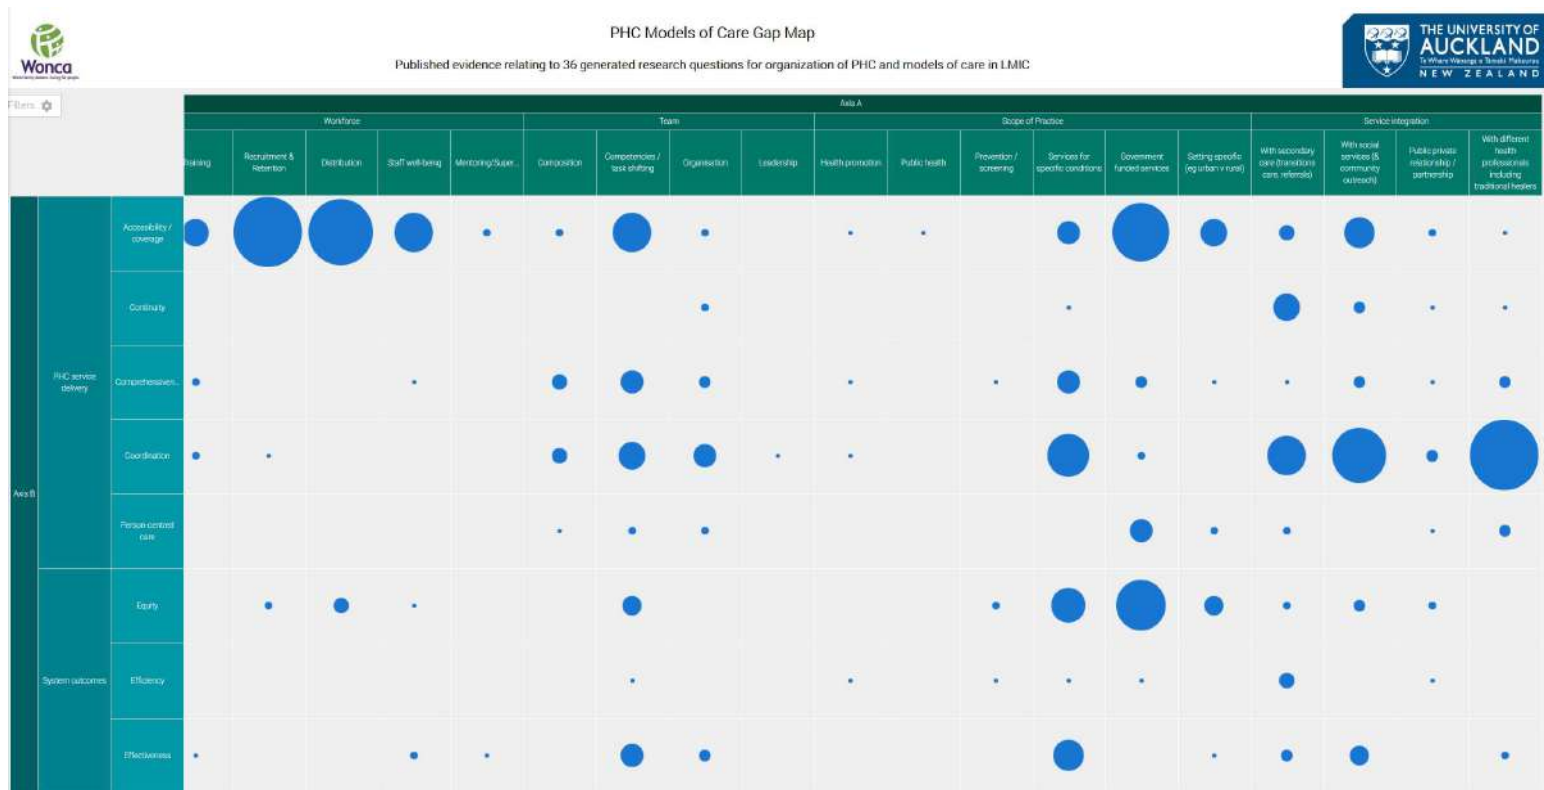 PHC Models of Care Gap Map
Published evidence relating to 36 generated research questions for organization of PHC and models of care in LMIC
Wonca
THE UNIVERSITY OF
AUCKLAND
Te Whare Wānanga o Tāmaki Makaurau
NEW ZEALAND
Filters
Axis A
Workforce
Team
Scope of Practice
Service integration
Training
Recruitment &
Retention
Distribution
Staff well-being
Mentoring/Super...
Composition
Competencies /
task shifting
Organisation
Leadership
Health promotion
Public health
Prevention /
screening
Services for
specific conditions
Government
funded services
Setting specific
(eg urban v rural)
With secondary
care (transitions
care, referrals)
With social
services (&
community
outreach)
Public private
relationship /
partnership
With different
health
professionals
including
traditional healers
Axis B
PHC service
delivery
Accessibility /
coverage
Continuity
Comprehensiven...
Coordination
Person centred
care
System outcomes
Equity
Efficiency
Effectiveness